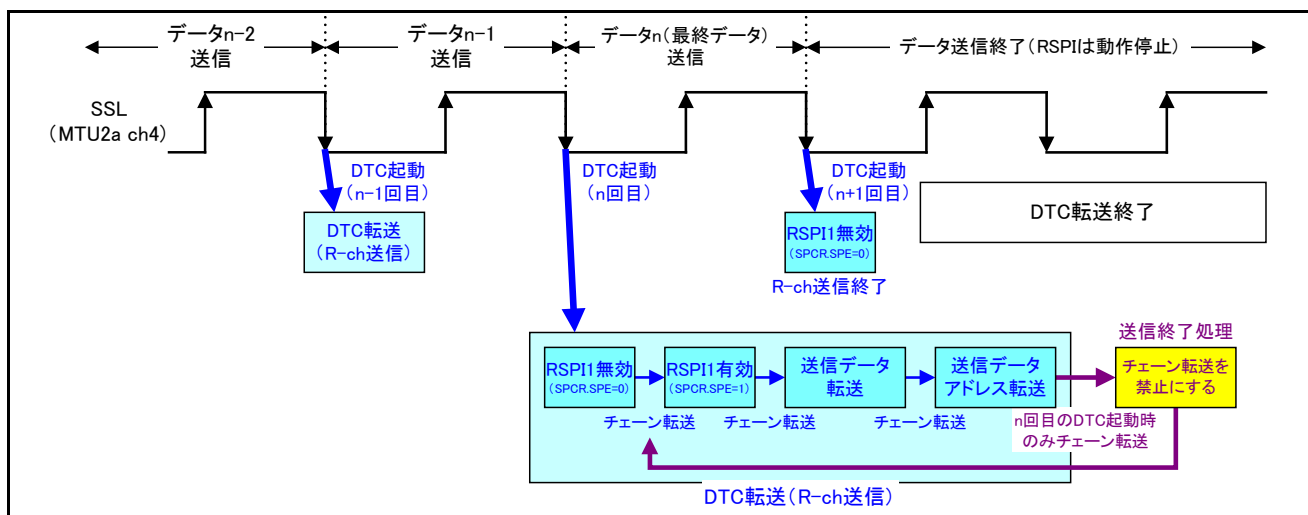 データn-2
送信
データn-1
送信
データn(最終データ)
送信
データ送信終了(RSPIは動作停止)
SSL
(MTU2a ch4)
DTC起動
(n-1回目)
DTC起動
(n回目)
DTC起動
(n+1回目)
DTC転送
(R-ch送信)
RSPI1無効
(SPCR.SPE=0)
R-ch送信終了
DTC転送終了
送信終了処理
RSPI1無効
(SPCR.SPE=0)
RSPI1有効
(SPCR.SPE=1)
送信データ
転送
送信データ
アドレス転送
チェーン転送を
禁止にする
チェーン転送
チェーン転送
チェーン転送
n回目のDTC起動時
のみチェーン転送
DTC転送(R-ch送信)